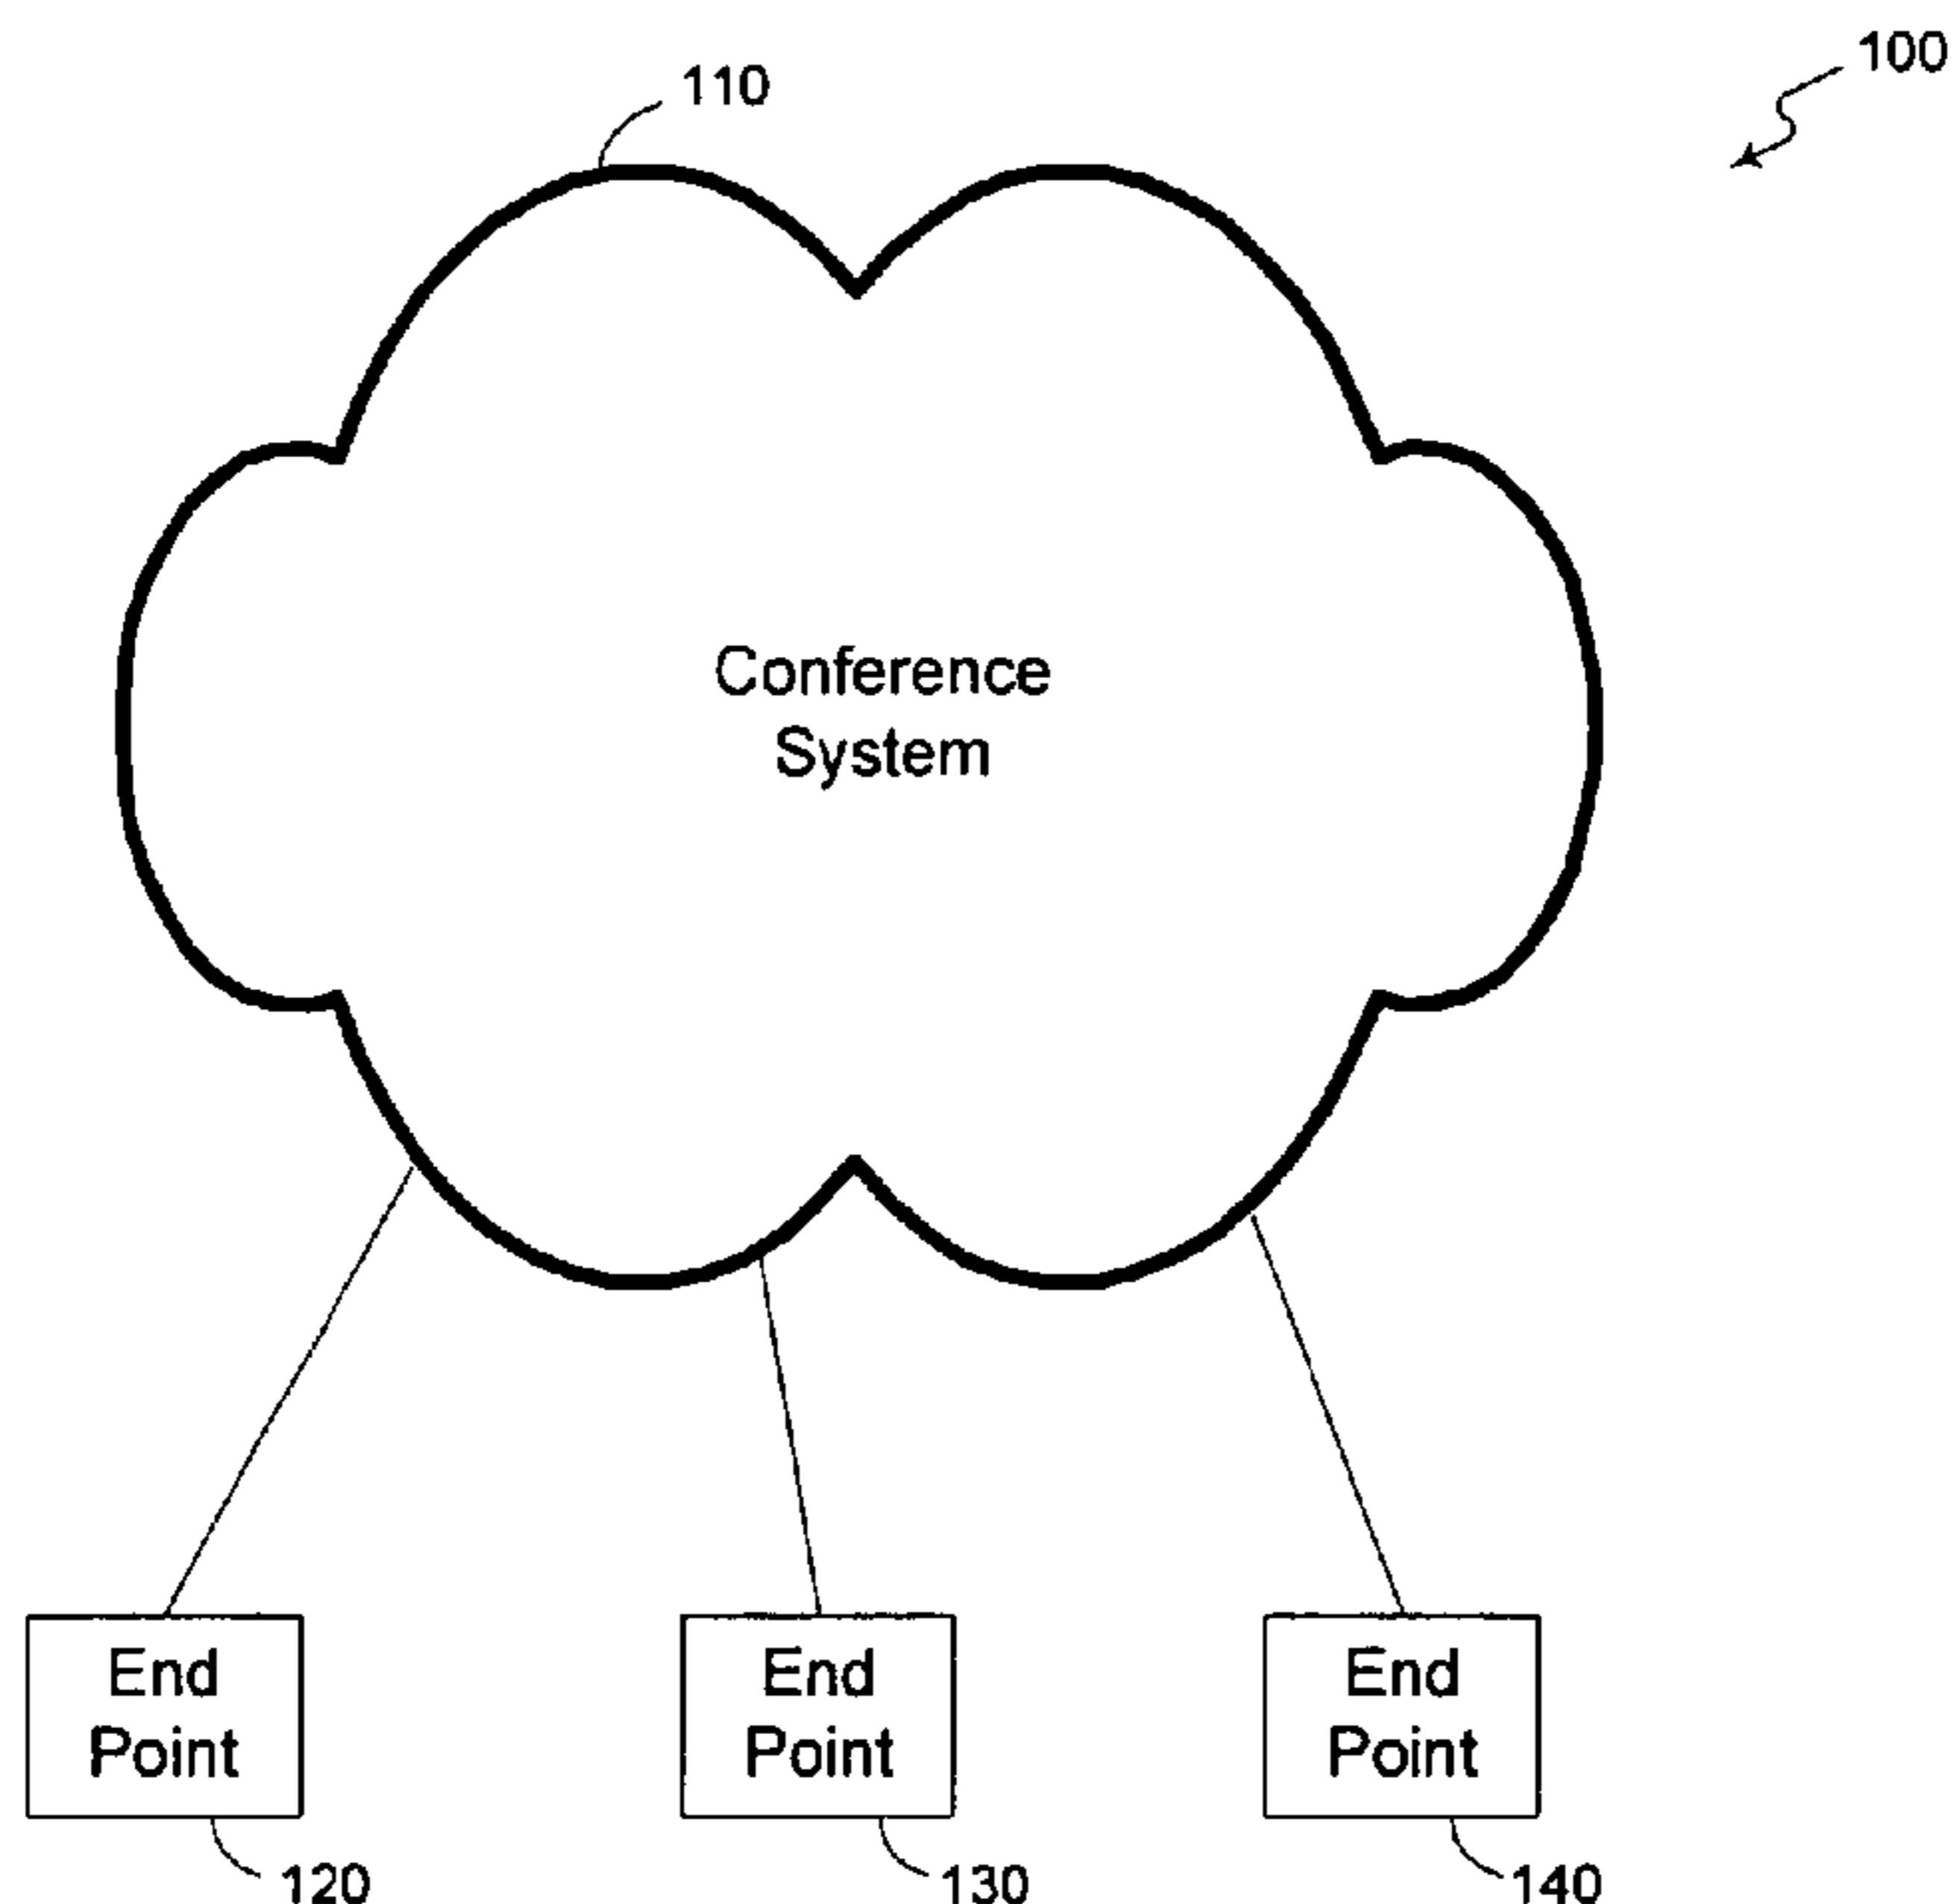 100
110
Conference
System
End
Point
End
Point
End
Point
120
130
140